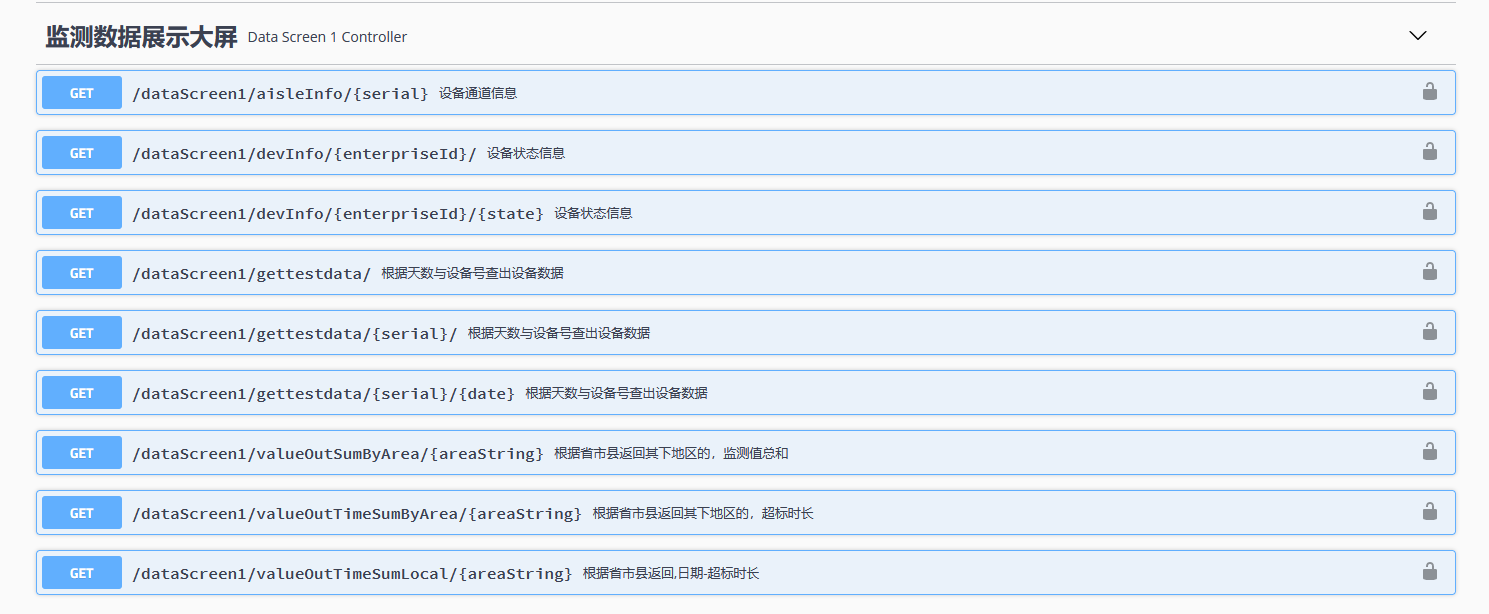 监测数据展示大屏 Data Screen 1 Controller
GET /dataScreen1/aisleInfo/{serial} 设备通道信息
GET /dataScreen1/devInfo/{enterpriseId}/ 设备状态信息
GET /dataScreen1/devInfo/{enterpriseId}/{state} 设备状态信息
GET /dataScreen1/gettestdata/ 根据天数与设备号查出设备数据
GET /dataScreen1/gettestdata/{serial}/ 根据天数与设备号查出设备数据
GET /dataScreen1/gettestdata/{serial}/{date} 根据天数与设备号查出设备数据
GET /dataScreen1/valueOutSumByArea/{areaString} 根据省市县返回其下地区的，监测值总和
GET /dataScreen1/valueOutTimeSumByArea/{areaString} 根据省市县返回其下地区的，超标时长
GET /dataScreen1/valueOutTimeSumLocal/{areaString} 根据省市县返回,日期-超标时长